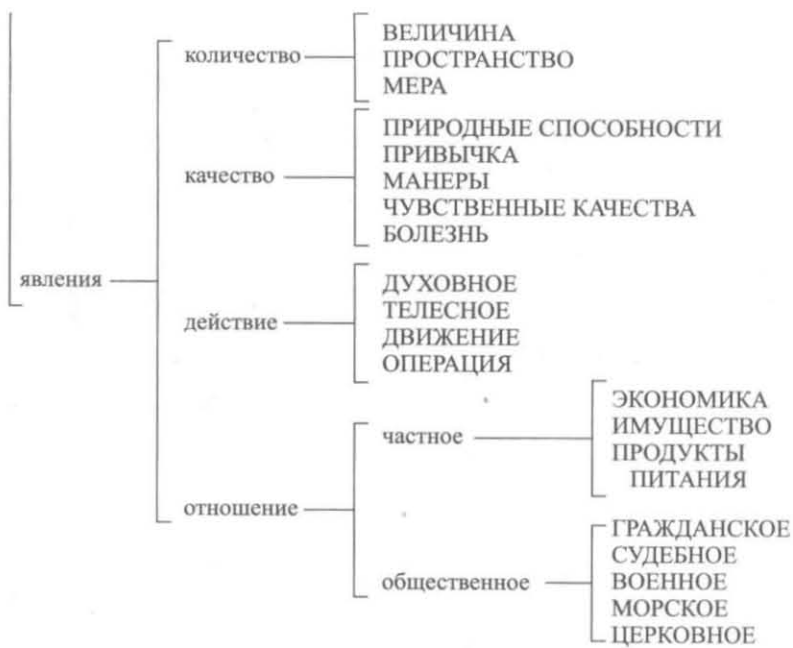 количество
ВЕЛИЧИНА
ПРОСТРАНСТВО
МЕРА
качество
ПРИРОДНЫЕ СПОСОБНОСТИ
ПРИВЫЧКА
МАНЕРЫ
ЧУВСТВЕННЫЕ КАЧЕСТВА
БОЛЕЗНЬ
явления
действие
ДУХОВНОЕ
ТЕЛЕСНОЕ
ДВИЖЕНИЕ
ОПЕРАЦИЯ
отношение
частное
ЭКОНОМИКА
ИМУЩЕСТВО
ПРОДУКТЫ
ПИТАНИЯ
общественное
ГРАЖДАНСКОЕ
СУДЕБНОЕ
ВОЕННОЕ
МОРСКОЕ
ЦЕРКОВНОЕ